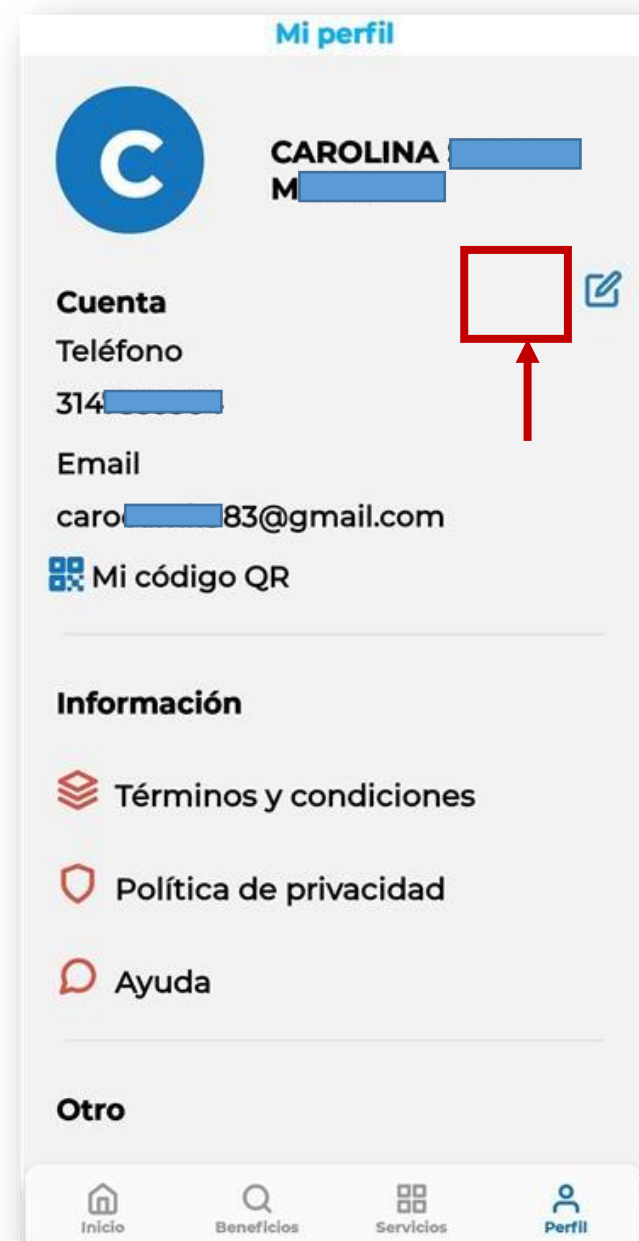 Mi perfil
C
CAROLINA
M
Cuenta
Teléfono
314
Email
caro 83@gmail.com
Mi código QR
Información
Términos y condiciones
Política de privacidad
Ayuda
Otro
Inicio
Beneficios
Servicios
Perfil